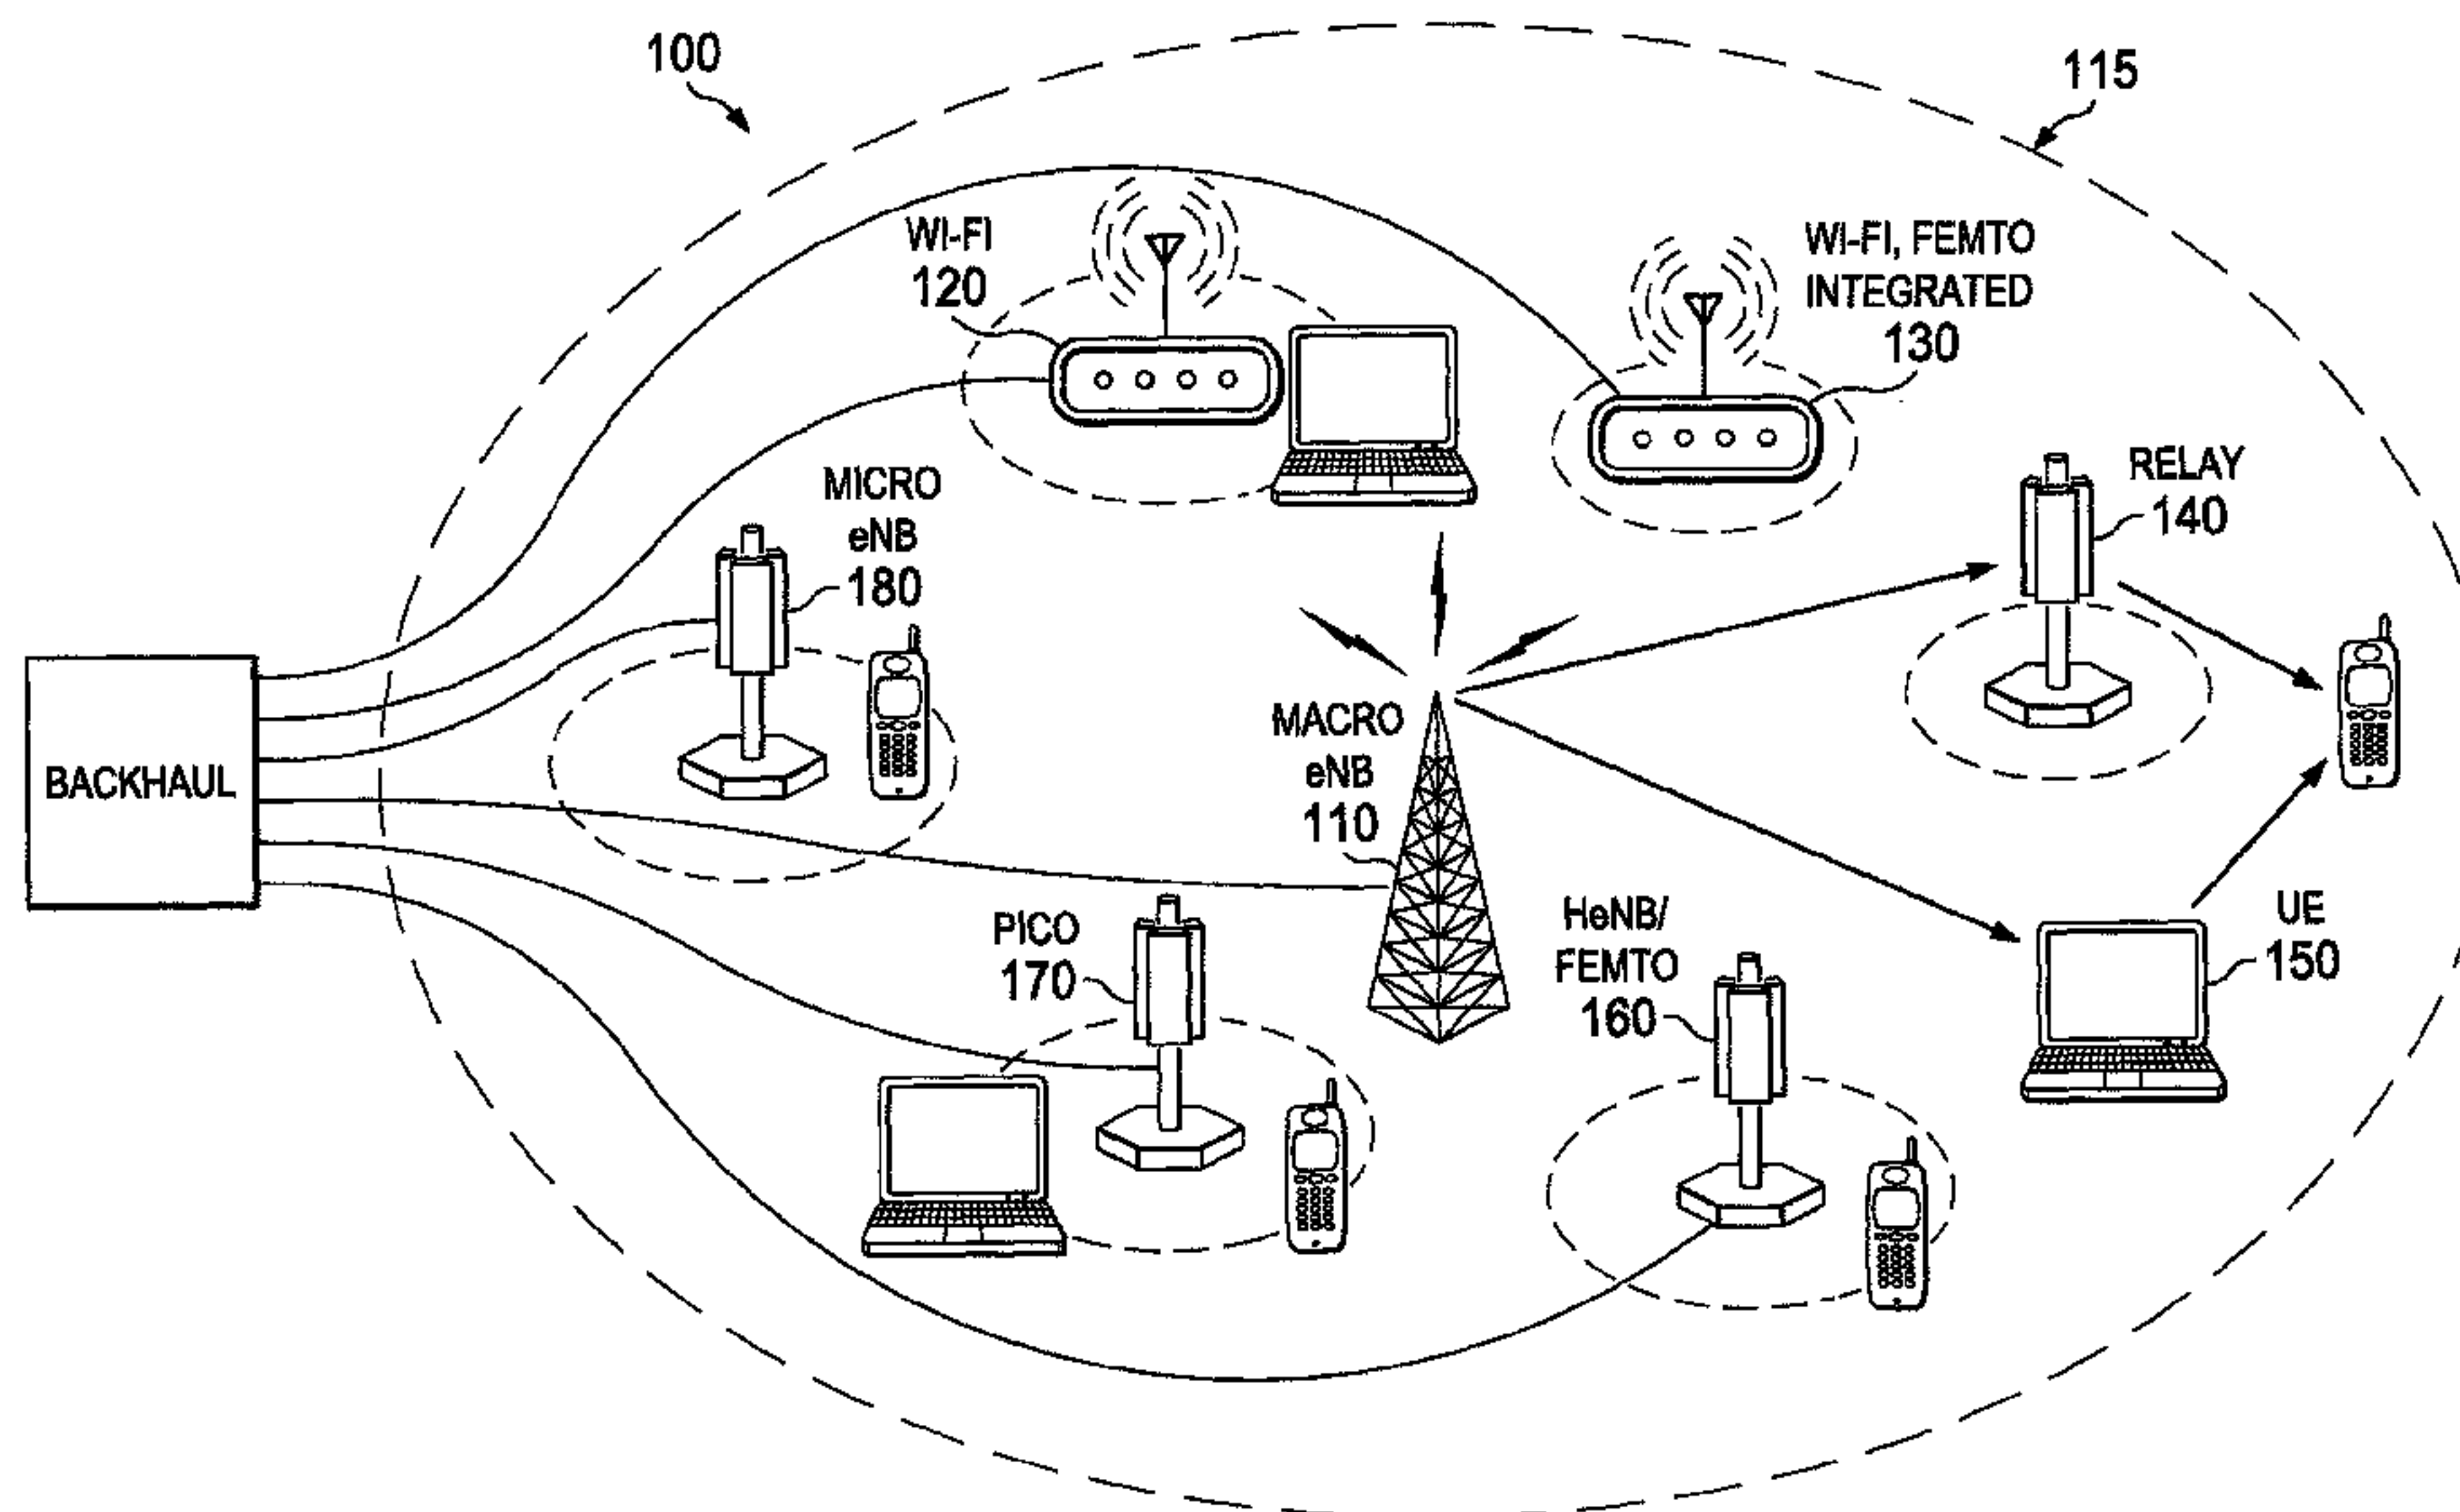 100
115
WI-FI
120
WI-FI, FEMTO
INTEGRATED
130
MICRO
eNB
180
RELAY
140
BACKHAUL
MACRO
eNB
110
PICO
170
HeNB/
FEMTO
160
UE
150